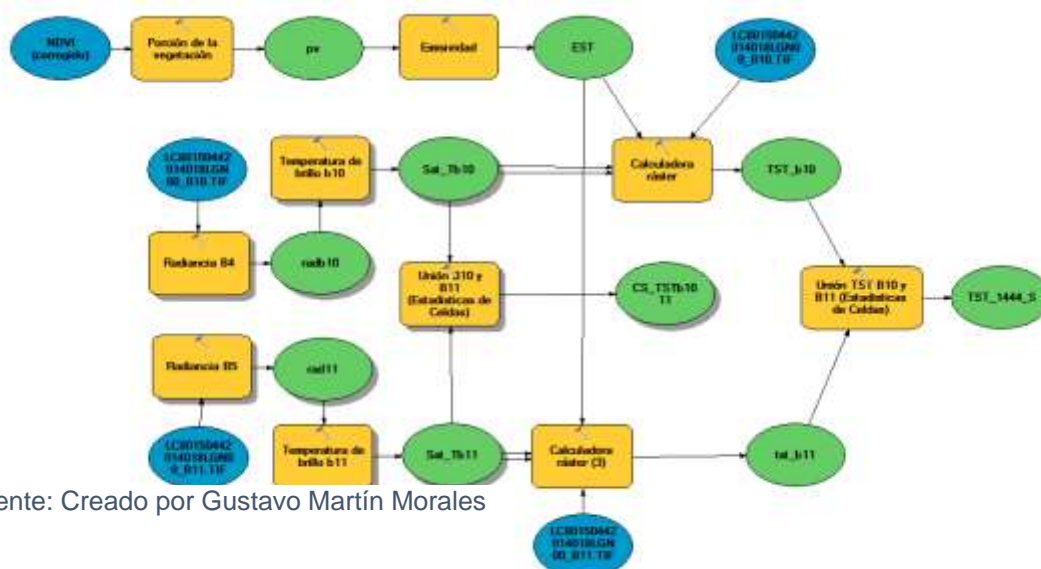 NDVI
(corregido)
Porción de la
vegetación
pv
Emisividad
EST
LC80150442
014018LGN0
0_B10.TIF
LC80150442
014018LGN
00_B10.TIF
Temperatura de
brillo b10
Sat_Tb10
Calculadora
ráster
TST_b10
Radiancia B4
radb10
Unión B10 y
B11
(Estadísticas de
Celdas)
CS_TSTb10
11
Unión TST B10 y
B11 (Estadísticas
de Celdas)
TST_1444_S
Radiancia B5
rad11
LC80150442
014018LGN0
0_B11.TIF
Temperatura de
brillo b11
Sat_Tb11
Calculadora
ráster (3)
tst_b11
ente: Creado por Gustavo Martín Morales
LC80150442
014018LGN
00_B11.TIF